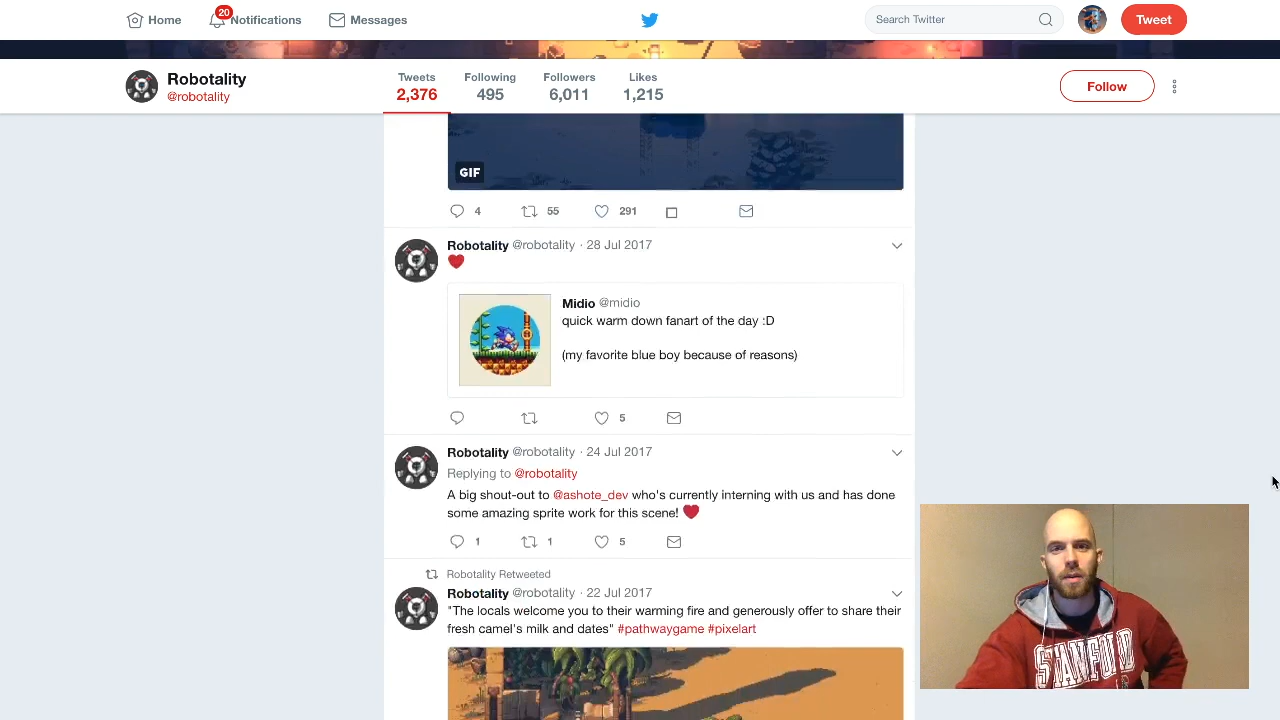 Home
20
Notifications
Messages
Search Twitter
Tweet
Robotality
@robotality
Tweets
2,376
Following
495
Followers
6,011
Likes
1,215
Follow
GIF
4
55
291
Robotality @robotality · 28 Jul 2017
Midio @midio
quick warm down fanart of the day :D
(my favorite blue boy because of reasons)
5
Robotality @robotality · 24 Jul 2017
Replying to @robotality
A big shout-out to @ashote_dev who's currently interning with us and has done
some amazing sprite work for this scene!
1
1
5
Robotality Retweeted
Robotality @robotality · 22 Jul 2017
"The locals welcome you to their warming fire and generously offer to share their
fresh camel's milk and dates" #pathwaygame #pixelart
STANFORD